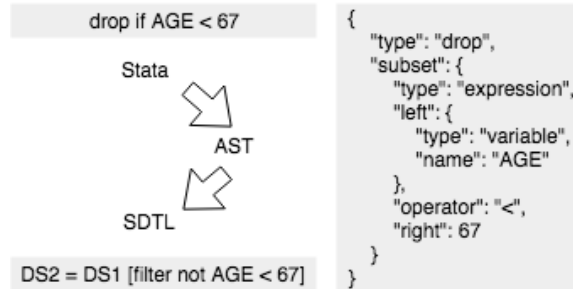 drop if AGE < 67
Stata
AST
SDTL
DS2 = DS1 [filter not AGE < 67]
{
"type": "drop",
"subset": {
"type": "expression",
"left": {
"type": "variable",
"name": "AGE"
},
"operator": "<",
"right": 67
}
}